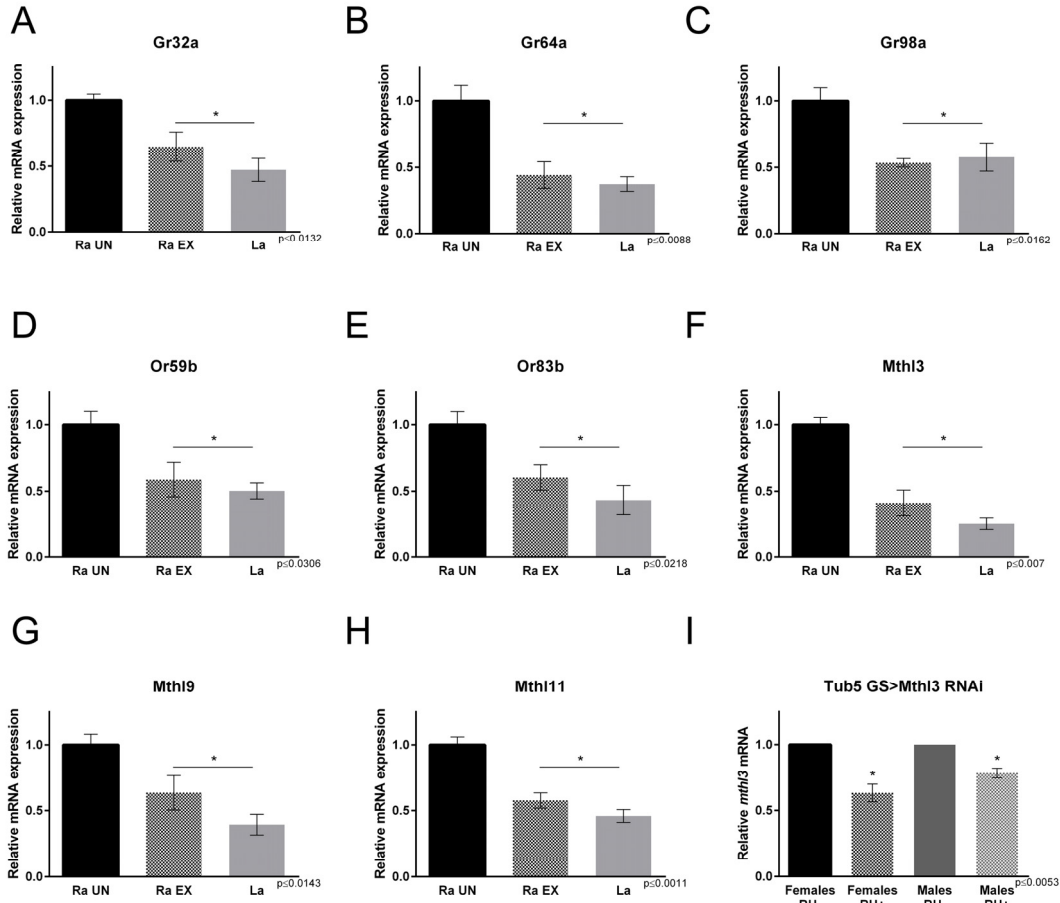 A
Gr32a
Relative mRNA expression
1.0
0.5
0.0
*
Ra UN Ra EX La
p≤0.0132
B
Gr64a
Relative mRNA expression
1.0
0.5
0.0
*
Ra UN Ra EX La
p≤0.0088
C
Gr98a
Relative mRNA expression
1.0
0.5
0.0
*
Ra UN Ra EX La
p≤0.0162
D
Or59b
Relative mRNA expression
1.0
0.5
0.0
*
Ra UN Ra EX La
p≤0.0306
E
Or83b
Relative mRNA expression
1.0
0.5
0.0
*
Ra UN Ra EX La
p≤0.0218
F
Mthl3
Relative mRNA expression
1.0
0.5
0.0
*
Ra UN Ra EX La
p≤0.007
G
Mthl9
Relative mRNA expression
1.0
0.5
0.0
*
Ra UN Ra EX La
p≤0.0143
H
Mthl11
Relative mRNA expression
1.0
0.5
0.0
*
Ra UN Ra EX La
p≤0.0011
I
Tub5 GS>Mthl3 RNAi
Relative mthl3 mRNA
1.0
0.5
0.0
*
*
Females Females Males Males
p≤0.0053